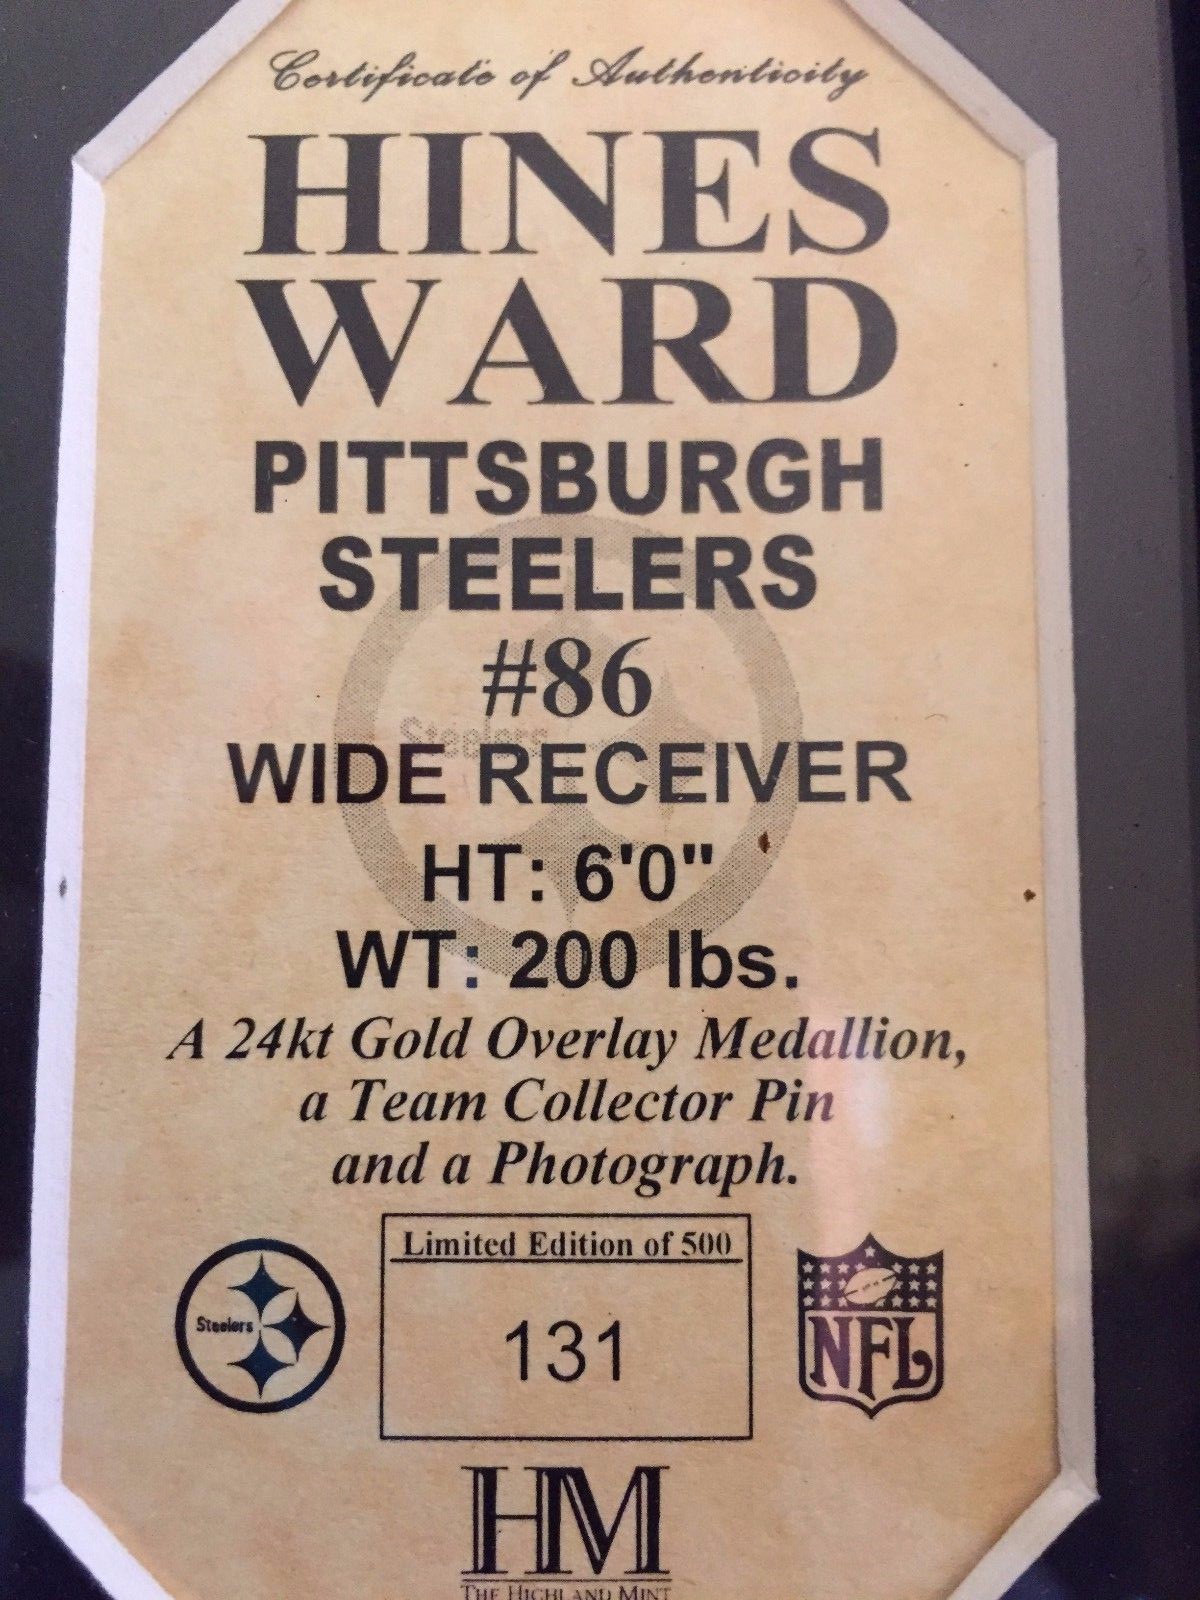 Certificate of Authenticity
HINES
WARD
PITTSBURGH
STEELERS
#86
Steelers
WIDE RECEIVER
HT: 6'0"
WT: 200 lbs.
A 24kt Gold Overlay Medallion,
a Team Collector Pin
and a Photograph.
Limited Edition of 500
131
Steelers
NFL
HM
THE HIGHLAND MINT